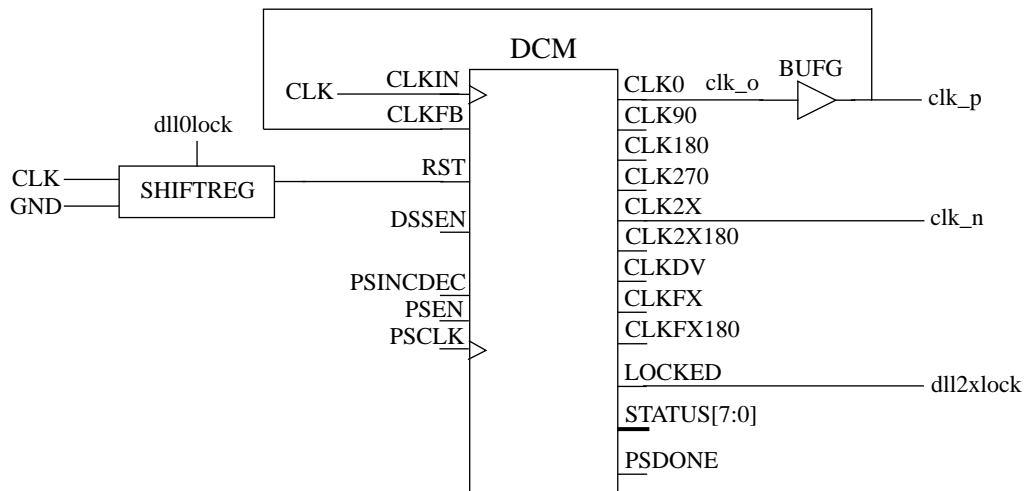 DCM
CLK
CLKIN
CLKFB
dll0lock
CLK
GND
SHIFTREG
RST
DSSEN
PSINCDEC
PSEN
PSCLK
CLK0
clk_o
BUFG
clk_p
CLK90
CLK180
CLK270
CLK2X
clk_n
CLK2X180
CLKDV
CLKFX
CLKFX180
LOCKED
dll2xlock
STATUS[7:0]
PSDONE